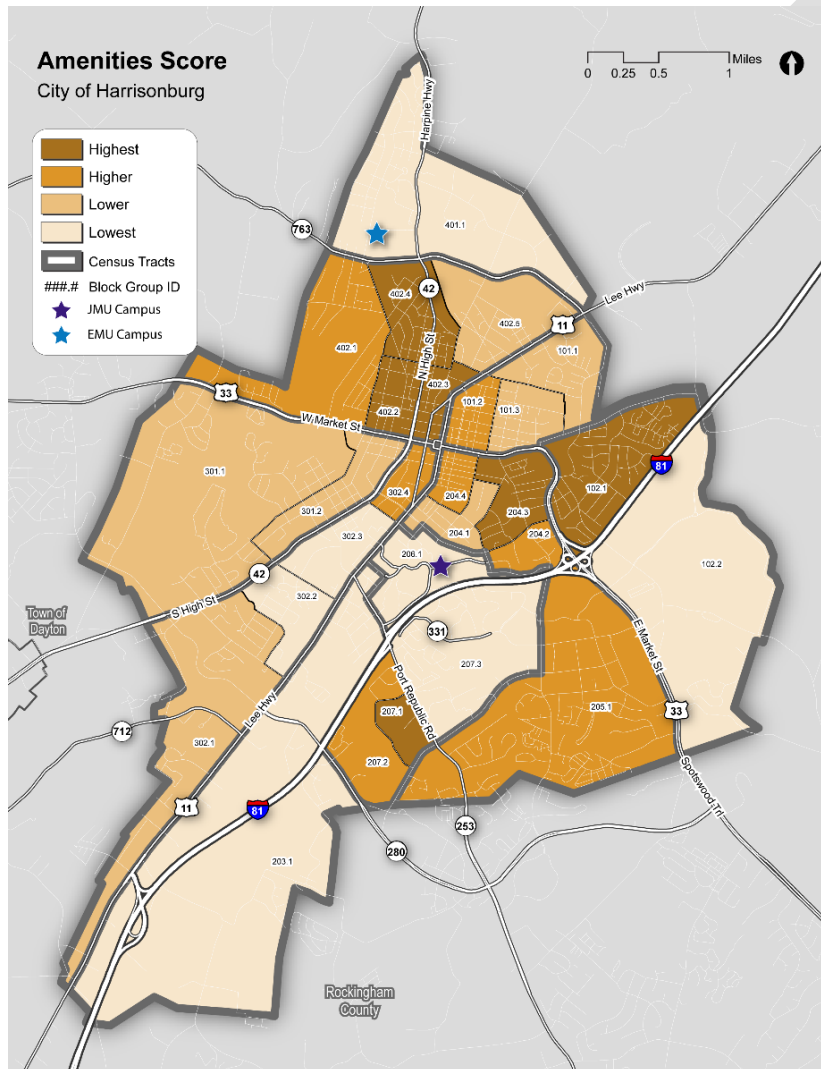 Amenities Score
City of Harrisonburg
Miles
0 0.25 0.5 1
Highest
Higher
Lower
Lowest
Census Tracts
###.# Block Group ID
JMU Campus
EMU Campus
Harpine Hwy
401.1
763
42
402.4
Lee Hwy
402.5
11
402.1
N High St
101.1
402.3
33
402.2
101.2
101.3
W Market St
81
301.1
102.1
302.4
204.4
301.2
204.3
204.1
204.2
302.3
206.1
102.2
42
302.2
S High St
Town of
Dayton
331
E Market St
207.3
Port Republic Rd
Lee Hwy
207.1
205.1
33
712
302.1
207.2
Spotswood Trl
11
81
253
280
203.1
Rockingham
County